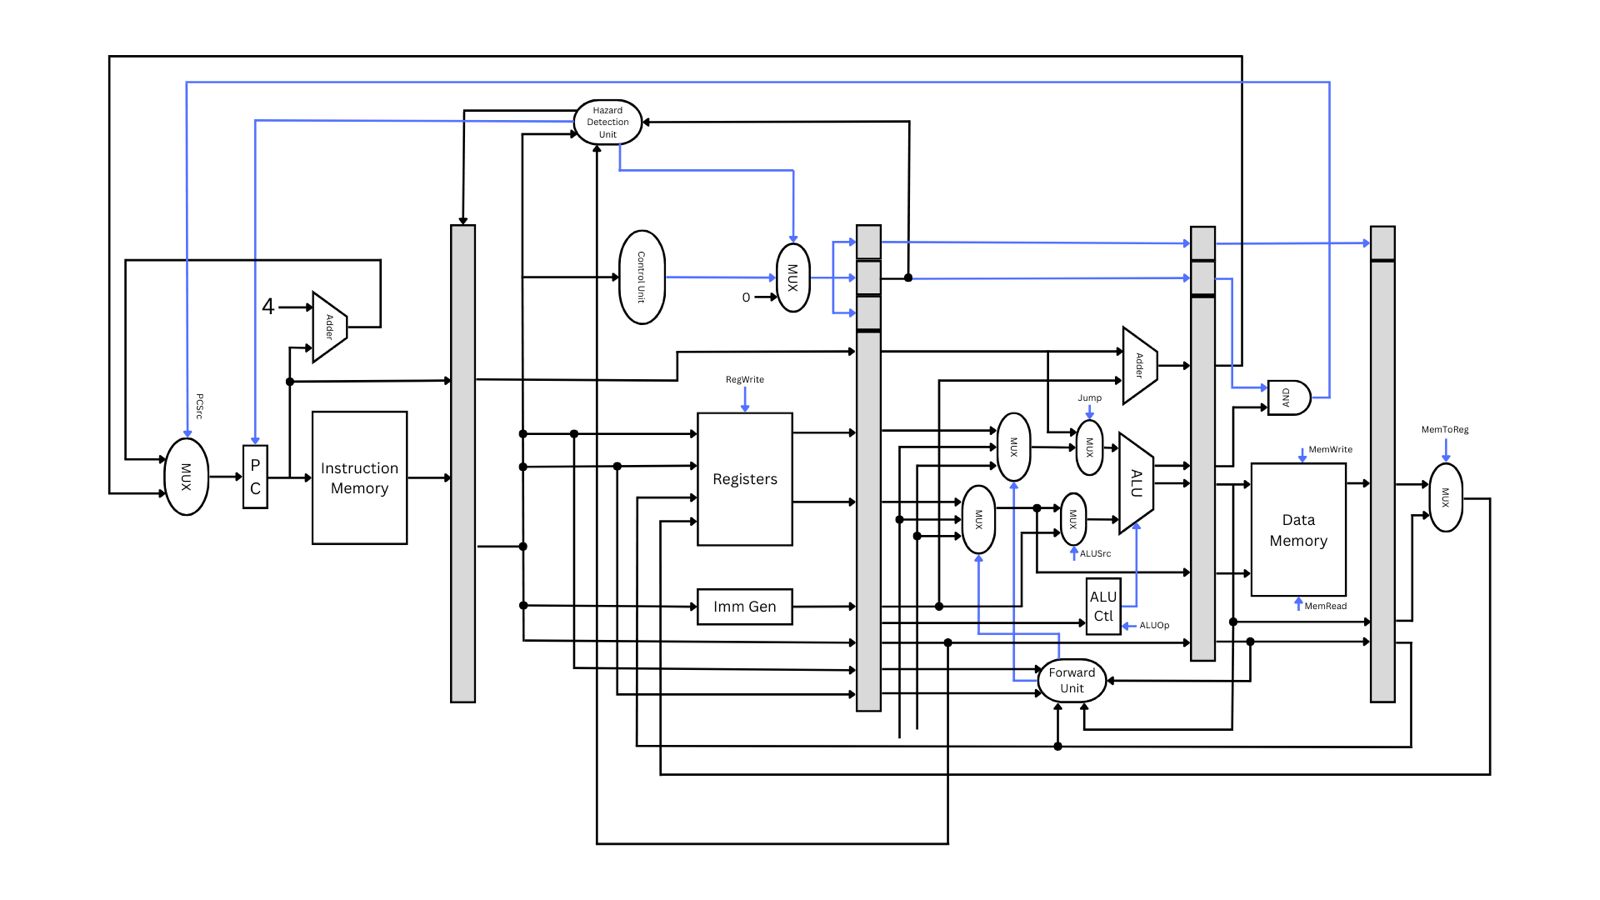 Hazard
Detection
Unit
Control Unit
MUX
0
4
Adder
PCSrc
MUX
P
C
Instruction
Memory
RegWrite
Registers
Imm Gen
Adder
Jump
MUX
MUX
ALU
MUX
MUX
ALUSrc
ALU
Ctl
ALUOp
Forward
Unit
AND
MemWrite
Data
Memory
MemRead
MemToReg
MUX